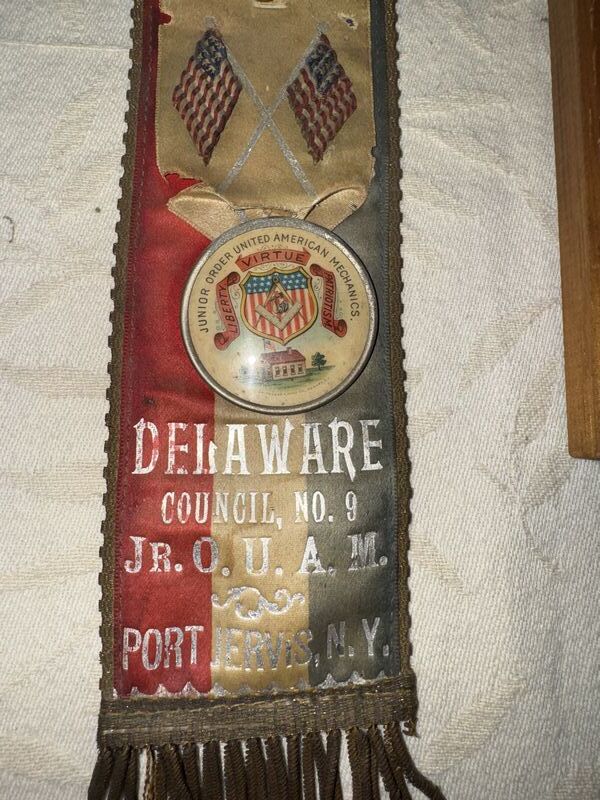 JUNIOR ORDER UNITED AMERICAN MECHANICS.
VIRTUE
LIBERTY
PATRIOTISM
G
DELAWARE
COUNCIL, NO. 9
JR. O. U. A. M.
PORT JERVIS, N. Y.